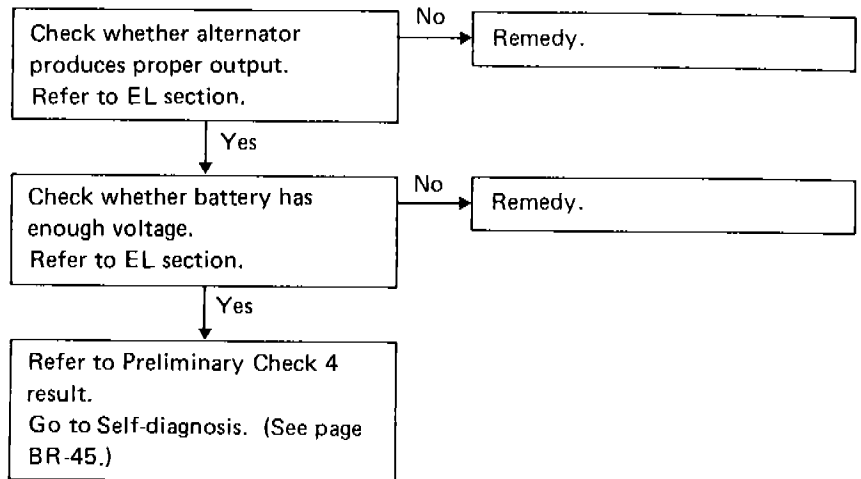 Check whether alternator
produces proper output.
Refer to EL section.
No
Remedy.
Yes
Check whether battery has
enough voltage.
Refer to EL section.
No
Remedy.
Yes
Refer to Preliminary Check 4
result.
Go to Self-diagnosis. (See page
BR-45.)